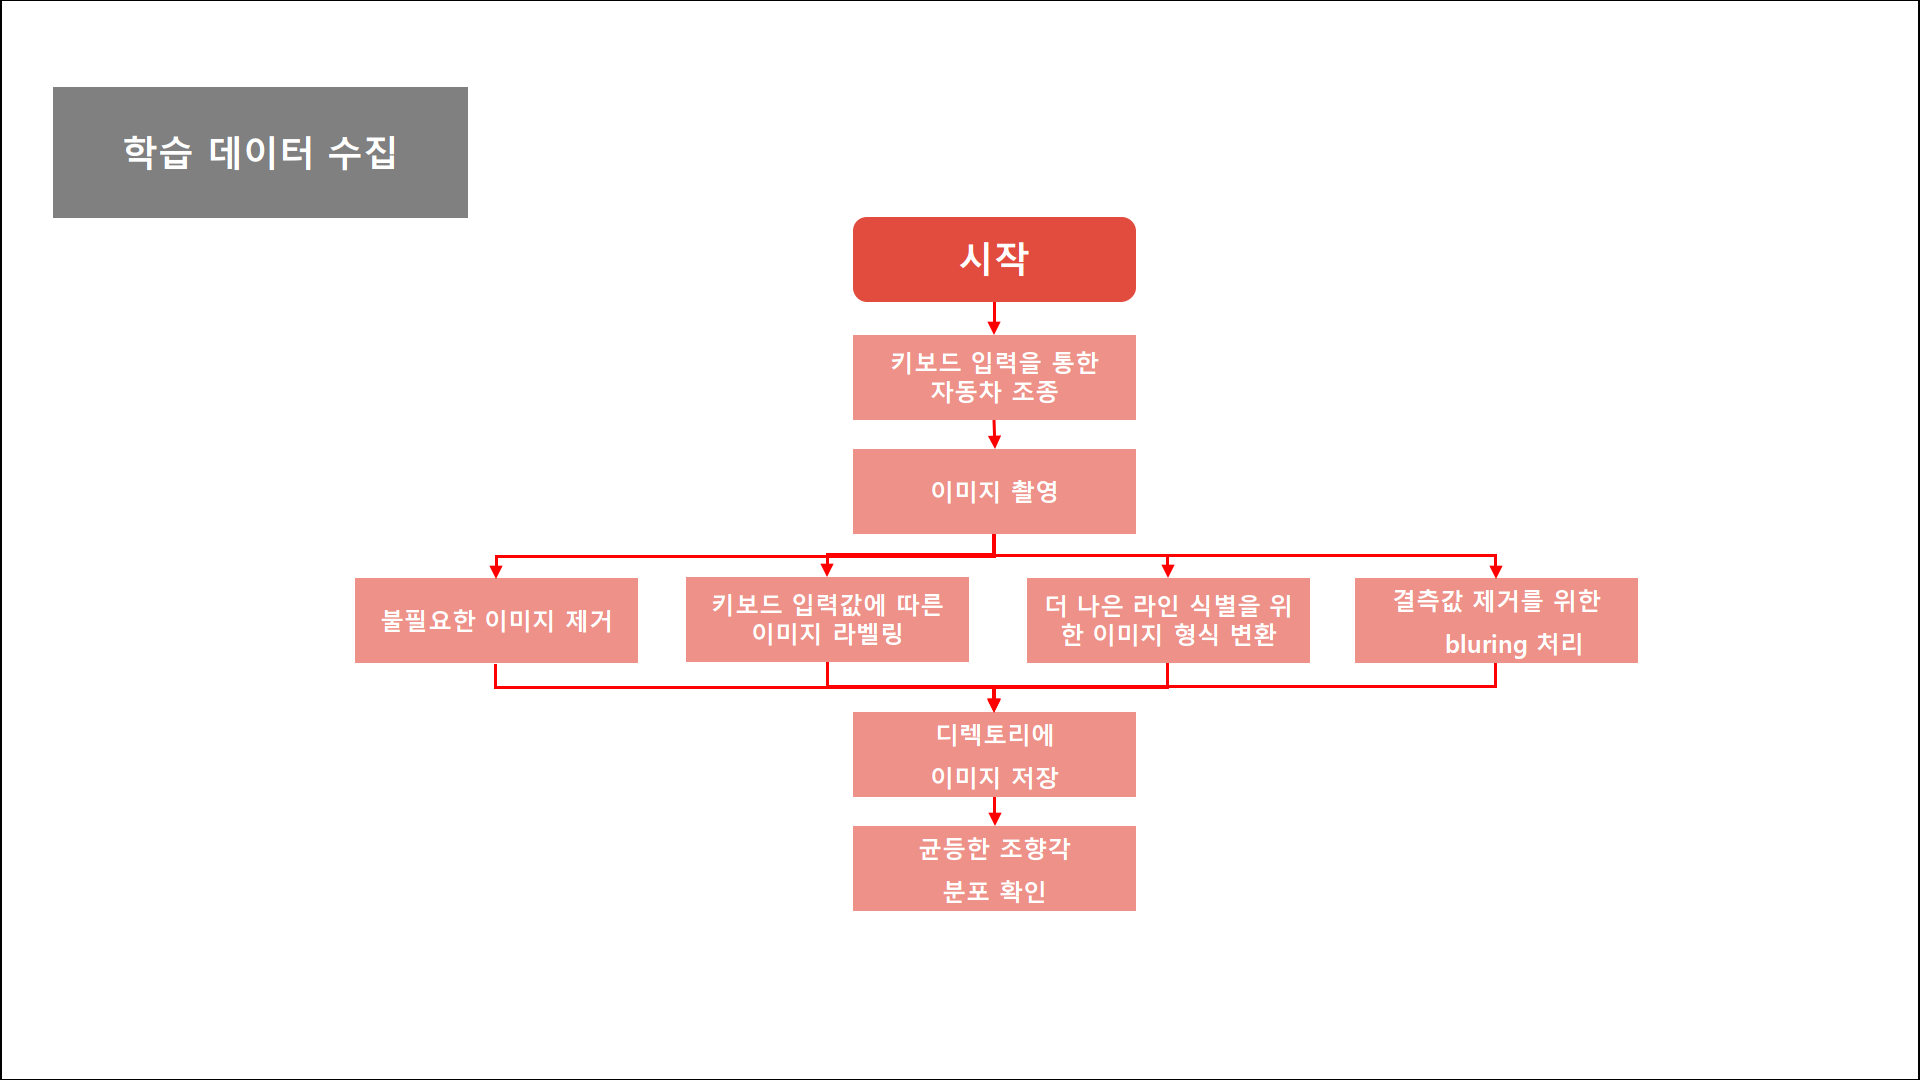 학습 데이터 수집
시작
키보드 입력을 통한
자동차 조종
이미지 촬영
불필요한 이미지 제거
키보드 입력값에 따른
이미지 라벨링
더 나은 라인 식별을 위
한 이미지 형식 변환
결측값 제거를 위한
bluring 처리
디렉토리에
이미지 저장
균등한 조향각
분포 확인